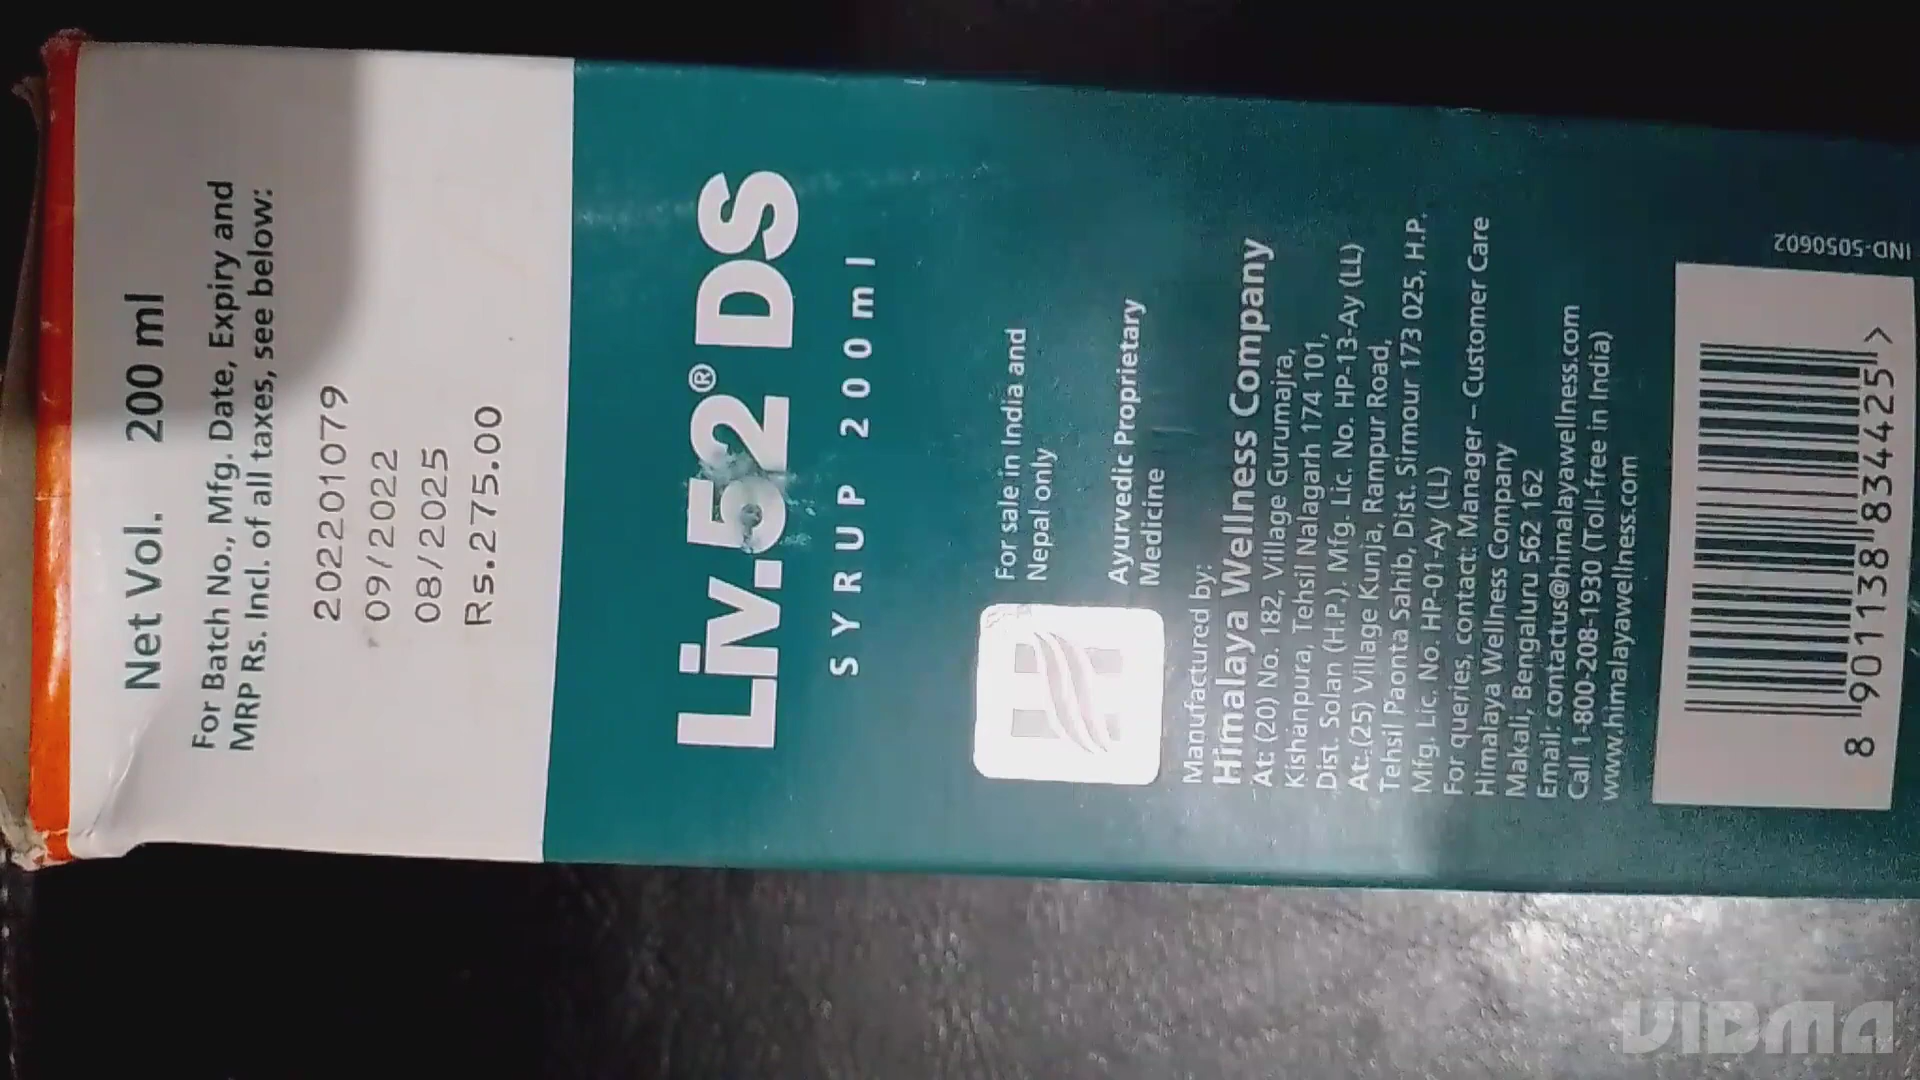 Net Vol. 200 ml
For Batch No., Mfg. Date, Expiry and
MRP Rs. Incl. of all taxes, see below:
202201079
09/2022
08/2025
Rs.275.00
Liv.52® DS
SYRUP 200ml
For sale in India and
Nepal only
Ayurvedic Proprietary
Medicine
Manufactured by:
Himalaya Wellness Company
At: (20) No. 182, Village Gurumajra,
Kishanpura, Tehsil Nalagarh 174 101,
Dist. Solan (H.P.). Mfg. Lic. No. HP-13-Ay (LL)
At: (25) Village Kunja, Rampur Road,
Tehsil Paonta Sahib, Dist. Sirmour 173 025, H.P.
Mfg. Lic. No. HP-01-Ay (LL)
For queries, contact: Manager – Customer Care
Himalaya Wellness Company
Makali, Bengaluru 562 162
Email: contactus@himalayawellness.com
Call 1-800-208-1930 (Toll-free in India)
www.himalayawellness.com
8 901138 834425 >
IND-5050602
VIDMA